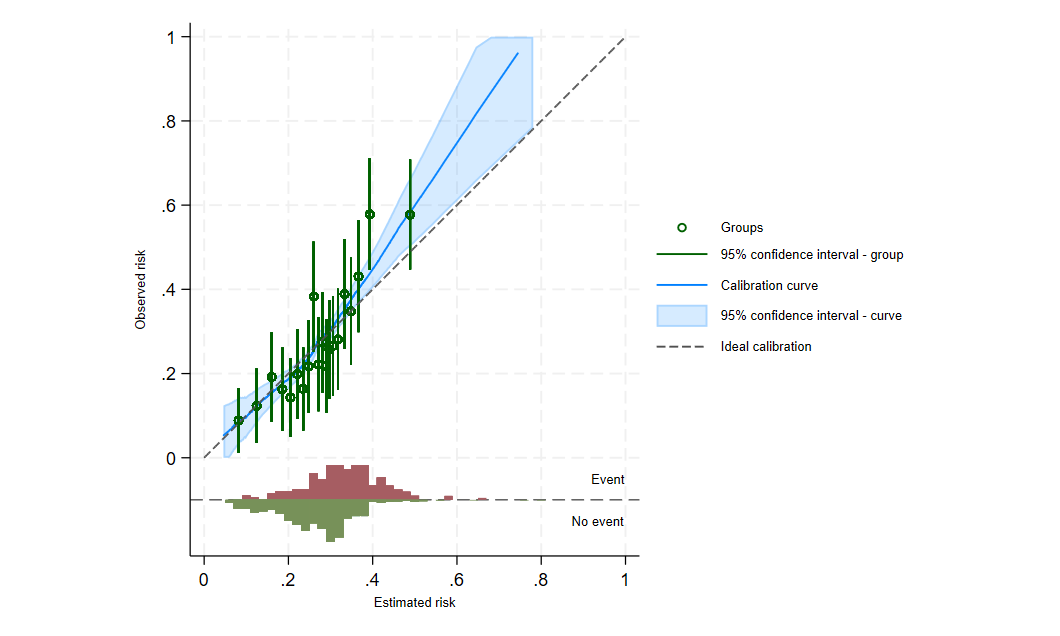 1
.8
.6
.4
.2
0
Observed risk
Event
No event
0
.2
.4
.6
.8
1
Estimated risk
Groups
95% confidence interval - group
Calibration curve
95% confidence interval - curve
Ideal calibration